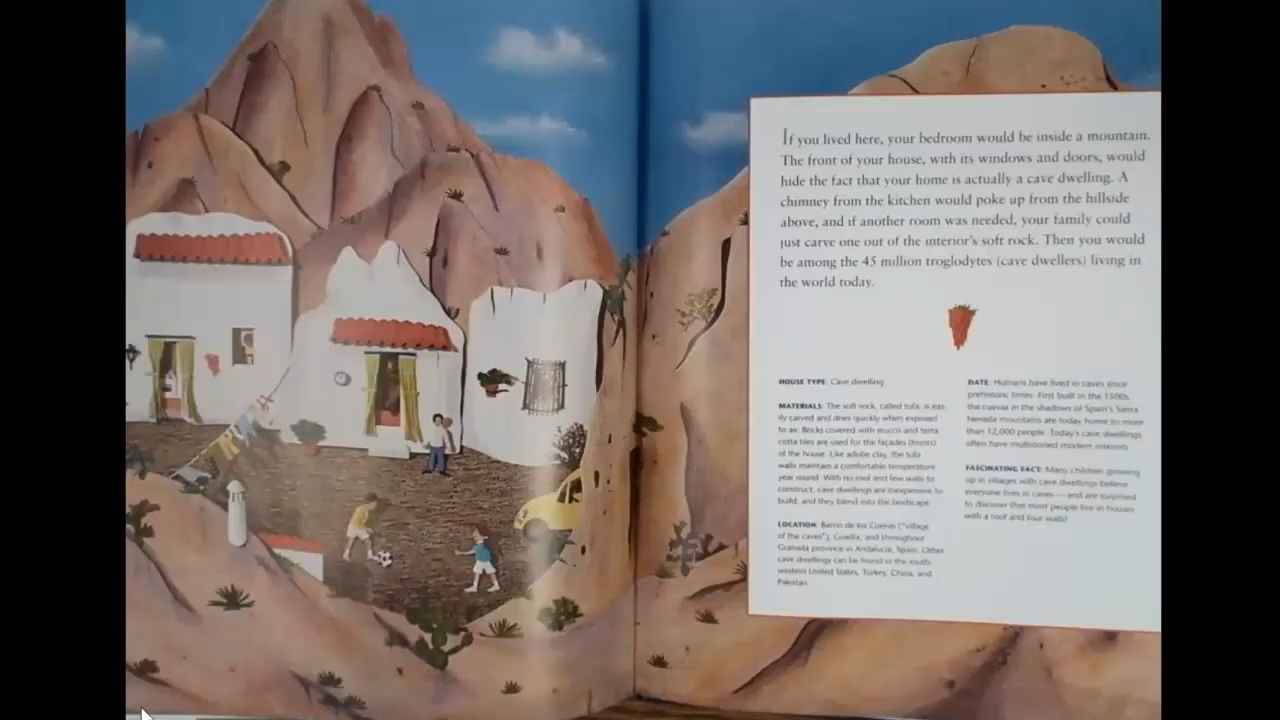 If you lived here, your bedroom would be inside a mountain.
The front of your house, with its windows and doors, would
hide the fact that your home is actually a cave dwelling. A
chimney from the kitchen would poke up from the hillside
above, and if another room was needed, your family could
just carve one out of the interior's soft rock. Then you would
be among the 45 million troglodytes (cave dwellers) living in
the world today.
HOUSE TYPE: Cave dwelling
MATERIALS: The soft rock, called tufa, is eas-
ily carved and dries quickly when exposed
to air. Bricks covered with stucco and terra
cotta tiles are used for the façades (fronts)
of the house. Like adobe clay, the tufa
walls maintain a comfortable temperature
year round. With no roof and few walls to
construct, cave dwellings are inexpensive to
build, and they blend into the landscape.
LOCATION: Barrio de los Cuevas ("village
of the caves"), Guadix, and throughout
Granada province in Andalucia, Spain. Other
cave dwellings can be found in the south-
western United States, Turkey, China, and
Pakistan.
DATE: Humans have lived in caves since
prehistoric times. First built in the 1500s,
the cuevas in the shadows of Spain's Sierra
Nevada mountains are today home to more
than 12,000 people. Today's cave dwellings
often have multistoried modern interiors.
FASCINATING FACT: Many children growing
up in villages with cave dwellings believe
everyone lives in caves—and are surprised
to discover that most people live in houses
with a roof and four walls!